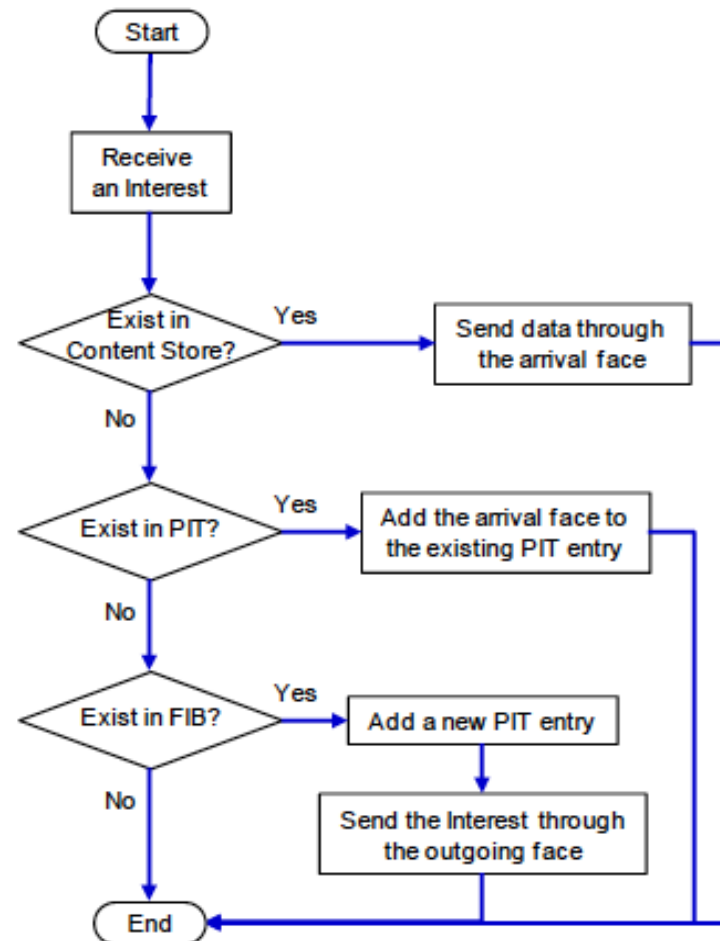 Start
Receive
an Interest
Exist in
Content Store?
Yes
Send data through
the arrival face
No
Exist in PIT?
Yes
Add the arrival face to
the existing PIT entry
No
Exist in FIB?
Yes
Add a new PIT entry
No
Send the Interest through
the outgoing face
End